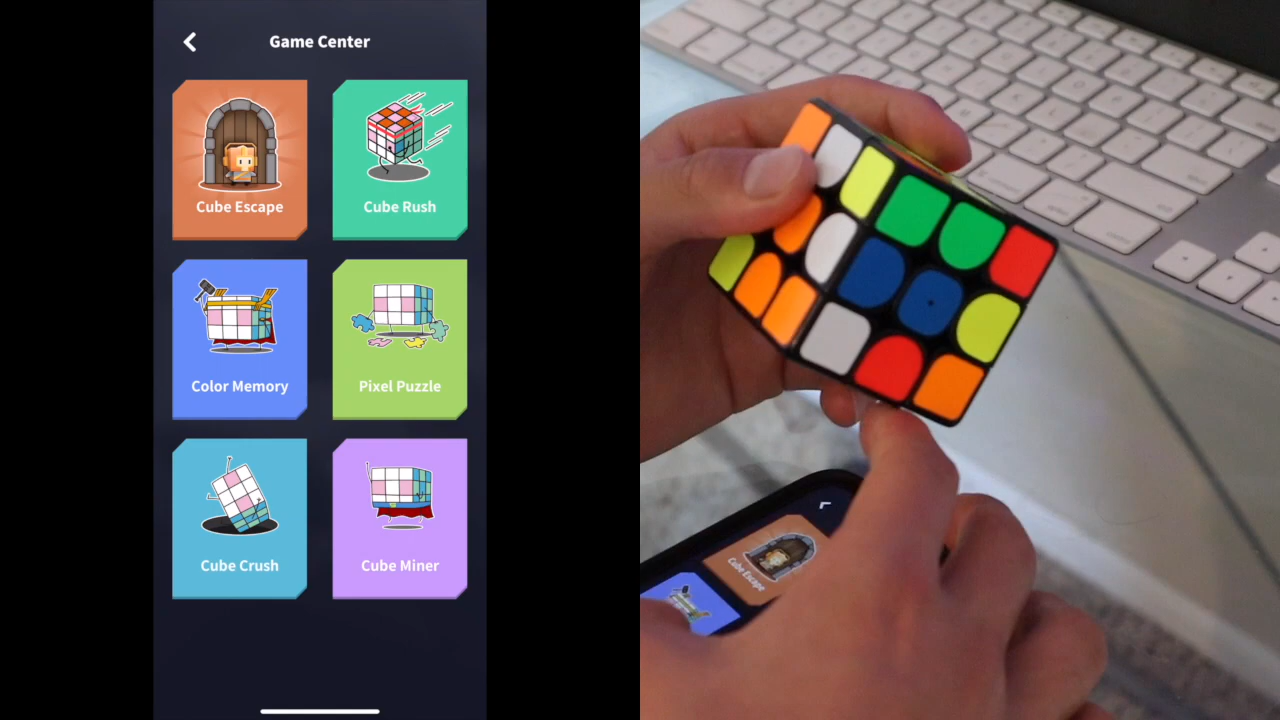 Game Center
Cube Escape
Cube Rush
Color Memory
Pixel Puzzle
Cube Crush
Cube Miner
Cube Escape